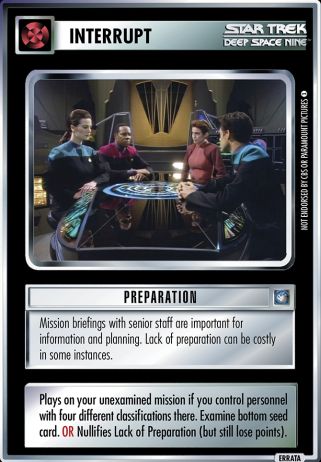 INTERRUPT
STAR TREK
DEEP SPACE NINE™
NOT ENDORSED BY CBS OR PARAMOUNT PICTURES
PREPARATION
Mission briefings with senior staff are important for
information and planning. Lack of preparation can be costly
in some instances.
Plays on your unexamined mission if you control personnel
with four different classifications there. Examine bottom seed
card. OR Nullifies Lack of Preparation (but still lose points).
ERRATA